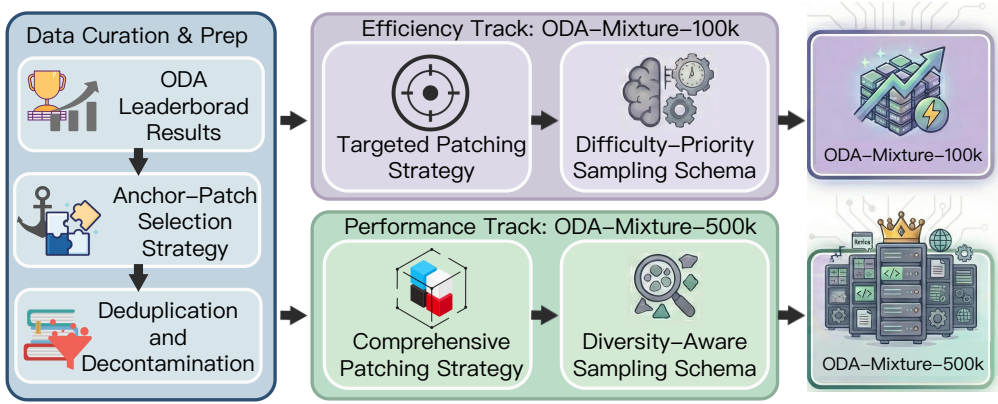 Data Curation & Prep
ODA
Leaderborad
Results
Anchor–Patch
Selection
Strategy
Deduplication
and
Decontamination
Efficiency Track: ODA–Mixture–100k
Targeted Patching
Strategy
Difficulty–Priority
Sampling Schema
ODA–Mixture–100k
Performance Track: ODA–Mixture–500k
Comprehensive
Patching Strategy
Diversity–Aware
Sampling Schema
</>
</>
ODA–Mixture–500k